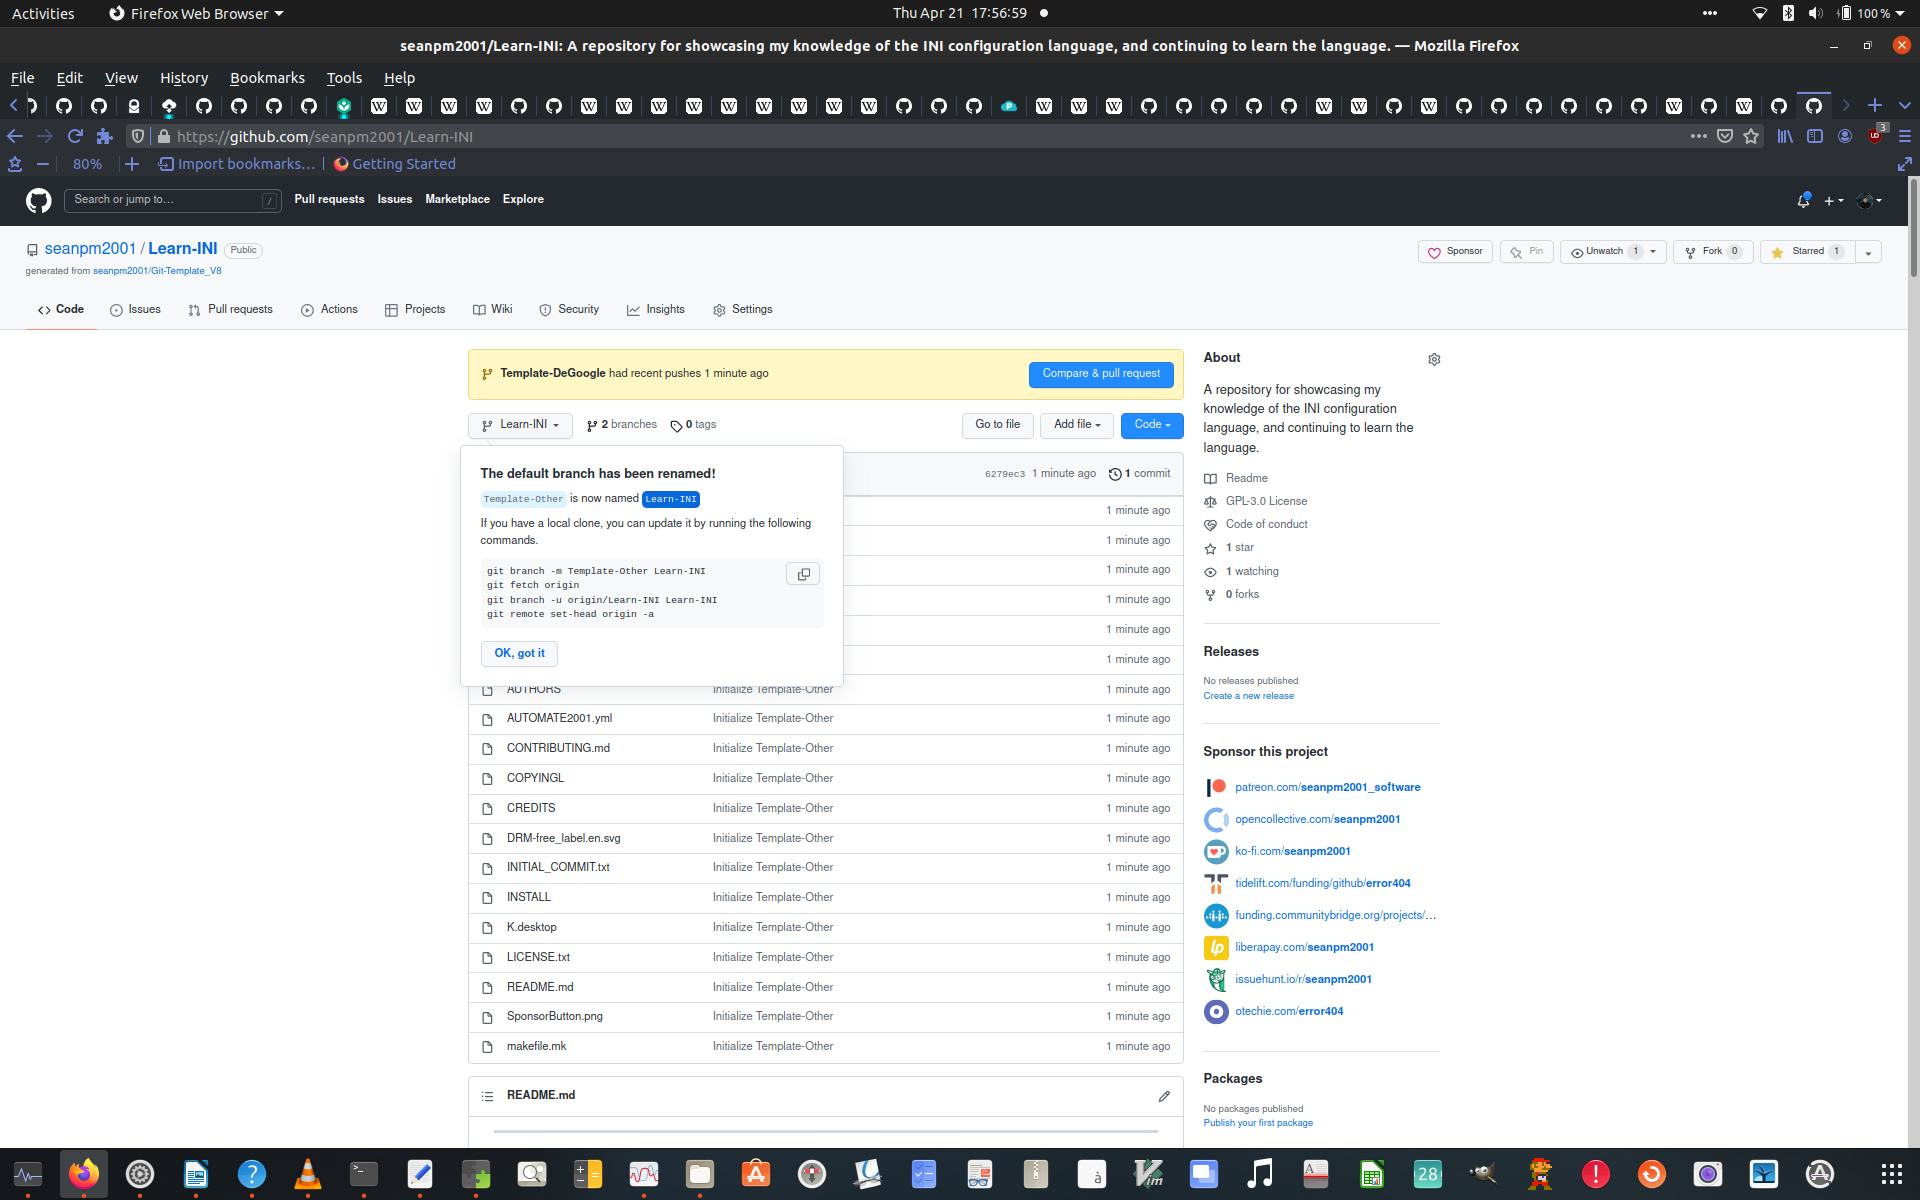 Activities
Firefox Web Browser
Thu Apr 21 17:56:59
100 %
seanpm2001/Learn-INI: A repository for showcasing my knowledge of the INI configuration language, and continuing to learn the language. — Mozilla Firefox
File Edit View History Bookmarks Tools Help
https://github.com/seanpm2001/Learn-INI
3
80%
Import bookmarks...
Getting Started
Search or jump to...
/
Pull requests Issues Marketplace Explore
seanpm2001 / Learn-INI Public
generated from seanpm2001/Git-Template_V8
Sponsor
Pin
Unwatch 1
Fork 0
Starred 1
Code Issues Pull requests Actions Projects Wiki Security Insights Settings
Template-DeGoogle had recent pushes 1 minute ago
Compare & pull request
Learn-INI
2 branches
0 tags
Go to file
Add file
Code
The default branch has been renamed!
Template-Other is now named Learn-INI
If you have a local clone, you can update it by running the following
commands.
git branch -m Template-Other Learn-INI
git fetch origin
git branch -u origin/Learn-INI Learn-INI
git remote set-head origin -a
OK, got it
6279ec3 1 minute ago 1 commit
1 minute ago
1 minute ago
1 minute ago
1 minute ago
1 minute ago
1 minute ago
AUTHORS Initialize Template-Other 1 minute ago
AUTOMATE2001.yml Initialize Template-Other 1 minute ago
CONTRIBUTING.md Initialize Template-Other 1 minute ago
COPYINGL Initialize Template-Other 1 minute ago
CREDITS Initialize Template-Other 1 minute ago
DRM-free_label.en.svg Initialize Template-Other 1 minute ago
INITIAL_COMMIT.txt Initialize Template-Other 1 minute ago
INSTALL Initialize Template-Other 1 minute ago
K.desktop Initialize Template-Other 1 minute ago
LICENSE.txt Initialize Template-Other 1 minute ago
README.md Initialize Template-Other 1 minute ago
SponsorButton.png Initialize Template-Other 1 minute ago
makefile.mk Initialize Template-Other 1 minute ago
README.md
About
A repository for showcasing my
knowledge of the INI configuration
language, and continuing to learn the
language.
Readme
GPL-3.0 License
Code of conduct
1 star
1 watching
0 forks
Releases
No releases published
Create a new release
Sponsor this project
patreon.com/seanpm2001_software
opencollective.com/seanpm2001
ko-fi.com/seanpm2001
tidelift.com/funding/github/error404
funding.communitybridge.org/projects/...
lp
liberapay.com/seanpm2001
issuehunt.io/r/seanpm2001
otechie.com/error404
Packages
No packages published
Publish your first package
28